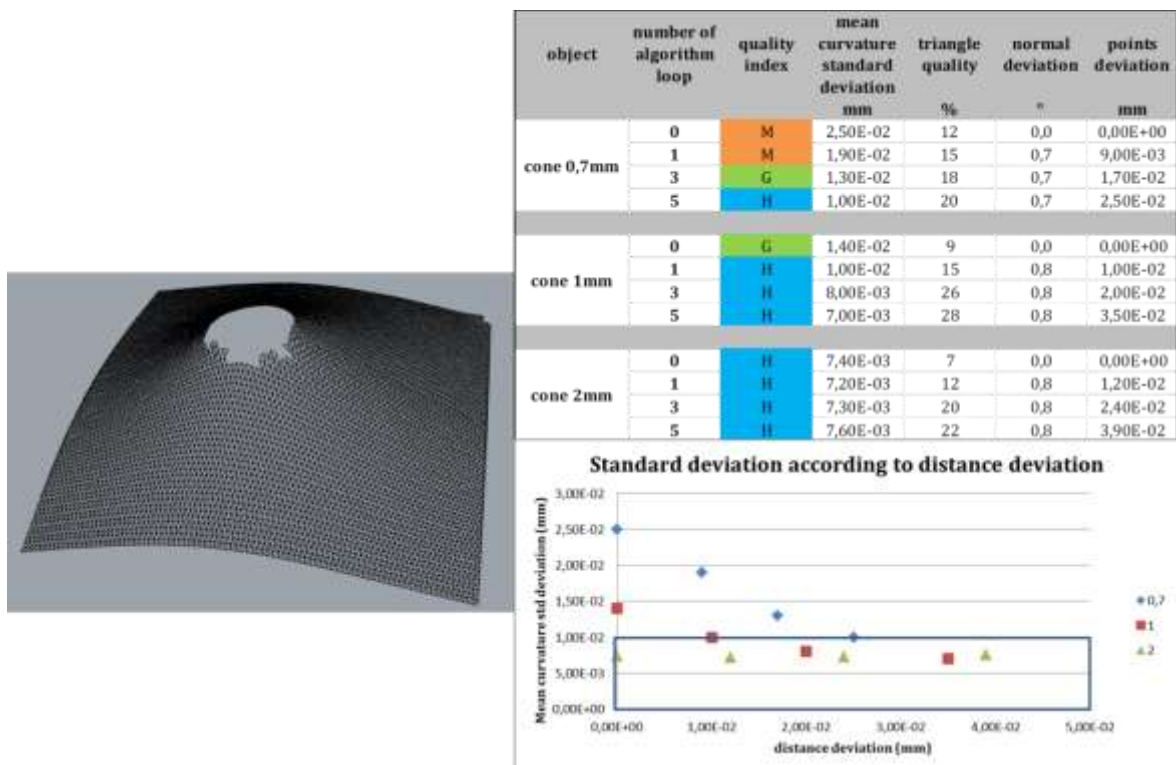 object number of algorithm loop quality index mean curvature standard deviation mm triangle quality % normal deviation ° points deviation mm
cone 0,7mm
0 M 2,50E-02 12 0,0 0,00E+00
1 M 1,90E-02 15 0,7 9,00E-03
3 G 1,30E-02 18 0,7 1,70E-02
5 H 1,00E-02 20 0,7 2,50E-02
cone 1mm
0 G 1,40E-02 9 0,0 0,00E+00
1 H 1,00E-02 15 0,8 1,00E-02
3 H 8,00E-03 26 0,8 2,00E-02
5 H 7,00E-03 28 0,8 3,50E-02
cone 2mm
0 H 7,40E-03 7 0,0 0,00E+00
1 H 7,20E-03 12 0,8 1,20E-02
3 H 7,30E-03 20 0,8 2,40E-02
5 H 7,60E-03 22 0,8 3,90E-02
Standard deviation according to distance deviation
Mean curvature std deviation (mm)
3,00E-02
2,50E-02
2,00E-02
1,50E-02
1,00E-02
5,00E-03
0,00E+00
0,00E+00 1,00E-02 2,00E-02 3,00E-02 4,00E-02 5,00E-02
distance deviation (mm)
0,7
1
2